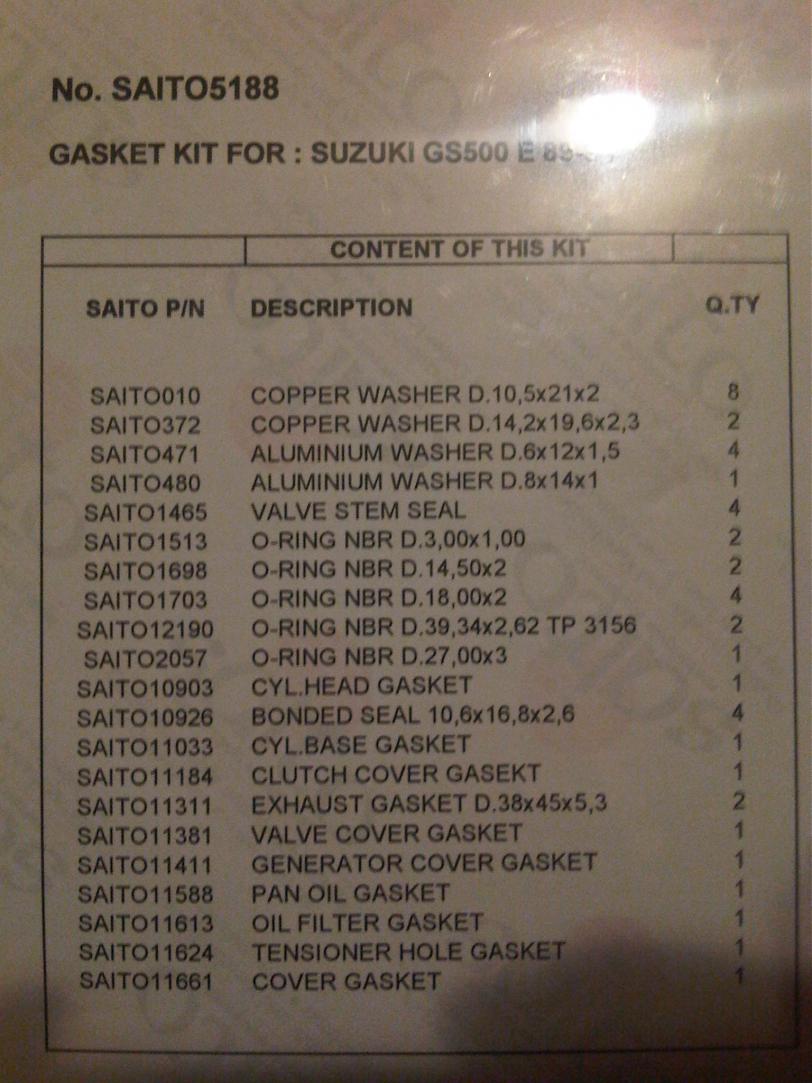 No. SAITO5188
GASKET KIT FOR : SUZUKI GS500 E
CONTENT OF THIS KIT
SAITO P/N DESCRIPTION Q.TY
SAITO010 COPPER WASHER D.10,5x21x2 8
SAITO372 COPPER WASHER D.14,2x19,6x2,3 2
SAITO471 ALUMINIUM WASHER D.6x12x1,5 4
SAITO480 ALUMINIUM WASHER D.8x14x1 1
SAITO1465 VALVE STEM SEAL 4
SAITO1513 O-RING NBR D.3,00x1,00 2
SAITO1698 O-RING NBR D.14,50x2 2
SAITO1703 O-RING NBR D.18,00x2 4
SAITO12190 O-RING NBR D.39,34x2,62 TP 3156 2
SAITO2057 O-RING NBR D.27,00x3 1
SAITO10903 CYL.HEAD GASKET 1
SAITO10926 BONDED SEAL 10,6x16,8x2,6 4
SAITO11033 CYL.BASE GASKET 1
SAITO11184 CLUTCH COVER GASEKT 1
SAITO11311 EXHAUST GASKET D.38x45x5,3 2
SAITO11381 VALVE COVER GASKET 1
SAITO11411 GENERATOR COVER GASKET 1
SAITO11588 PAN OIL GASKET 1
SAITO11613 OIL FILTER GASKET 1
SAITO11624 TENSIONER HOLE GASKET 1
SAITO11661 COVER GASKET 1